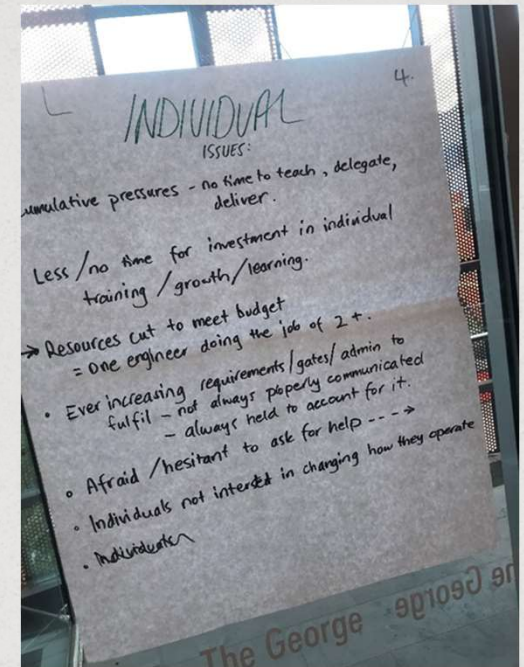 4.
INDIVIDUAL
ISSUES:
umulative pressures - no time to teach, delegate,
deliver.
Less/no time for investment in individual
training/growth/learning.
→ Resources cut to meet budget
= one engineer doing the job of 2+.
• Ever increasing requirements/gates/admin to
fulfil - not always properly communicated
- always held to account for it.
• Afraid/hesitant to ask for help ---→
• Individuals not intersted in changing how they operate
• Individuals
The George
The George